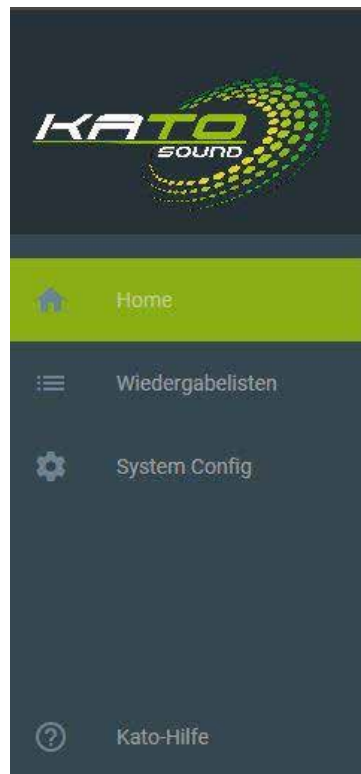 KATO
SOUND
Home
Wiedergabelisten
System Config
Kato-Hilfe